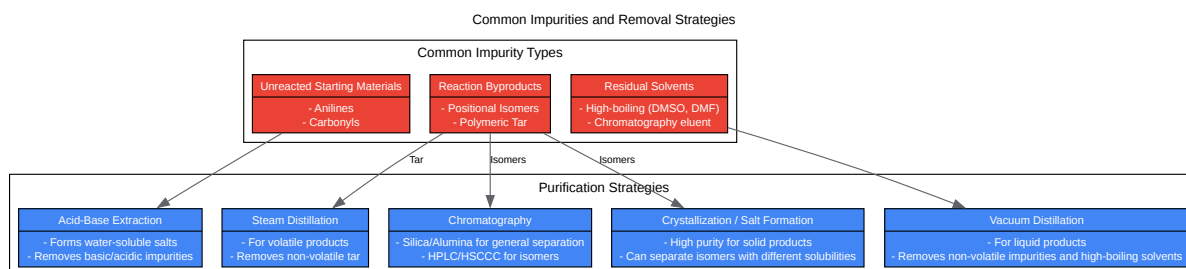 Common Impurities and Removal Strategies
Common Impurity Types
Unreacted Starting Materials
- Anilines
- Carbonyls
Reaction Byproducts
- Positional Isomers
- Polymeric Tar
Residual Solvents
- High-boiling (DMSO, DMF)
- Chromatography eluent
Tar
Isomers
Isomers
Purification Strategies
Acid-Base Extraction
- Forms water-soluble salts
- Removes basic/acidic impurities
Steam Distillation
- For volatile products
- Removes non-volatile tar
Chromatography
- Silica/Alumina for general separation
- HPLC/HSCCC for isomers
Crystallization / Salt Formation
- High purity for solid products
- Can separate isomers with different solubilities
Vacuum Distillation
- For liquid products
- Removes non-volatile impurities and high-boiling solvents